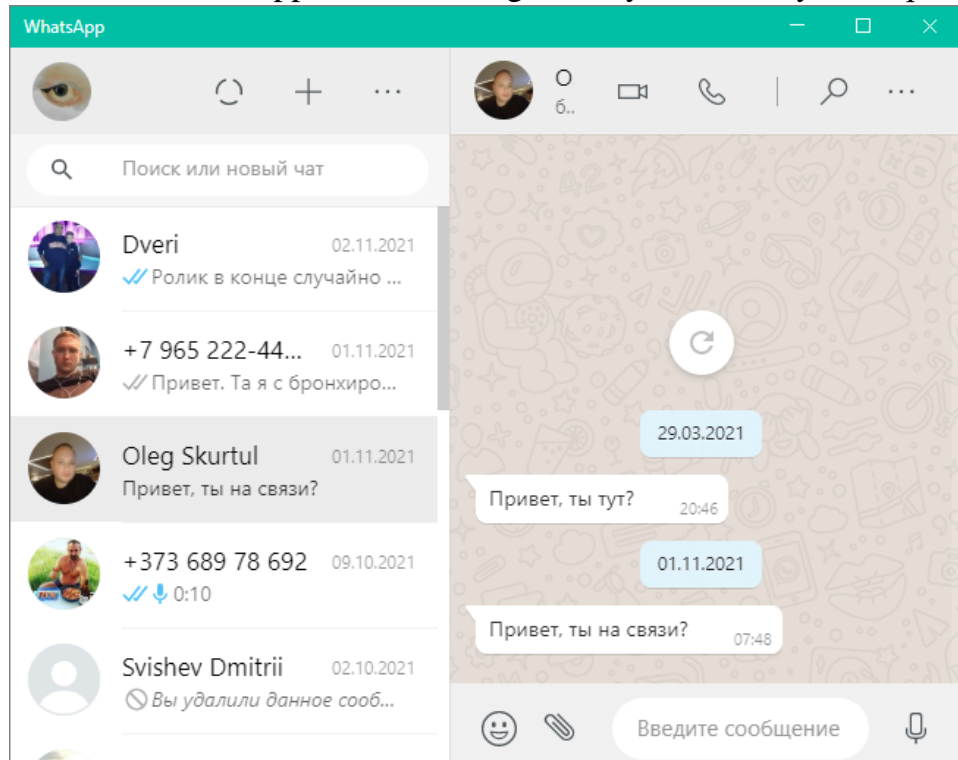 WhatsApp
Поиск или новый чат
Dveri 02.11.2021
Ролик в конце случайно ...
+7 965 222-44... 01.11.2021
Привет. Та я с бронхиро...
Oleg Skurtul 01.11.2021
Привет, ты на связи?
+373 689 78 692 09.10.2021
0:10
Svishev Dmitrii 02.10.2021
Вы удалили данное сооб...
О
б..
29.03.2021
Привет, ты тут? 20:46
01.11.2021
Привет, ты на связи? 07:48
Введите сообщение